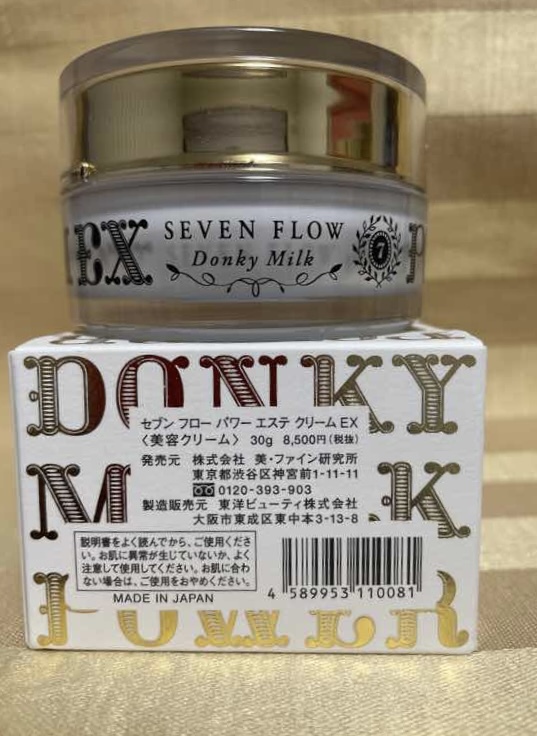 EX
SEVEN FLOW
Donky Milk
7
P
DONKY
セブン フロー パワー エステ クリーム EX
〈美容クリーム〉 30g 8,500円(税抜)
発売元 株式会社 美・ファイン研究所
東京都渋谷区神宮前1-11-11
0120-393-903
製造販売元 東洋ビューティ株式会社
大阪市東成区東中本3-13-8
M K
説明書をよく読んでから、ご使用くださ
い。お肌に異常が生じていないか、よく
注意して使用してください。お肌に合わ
ない場合は、ご使用をおやめください。
MADE IN JAPAN
4 589953 110081
POWER